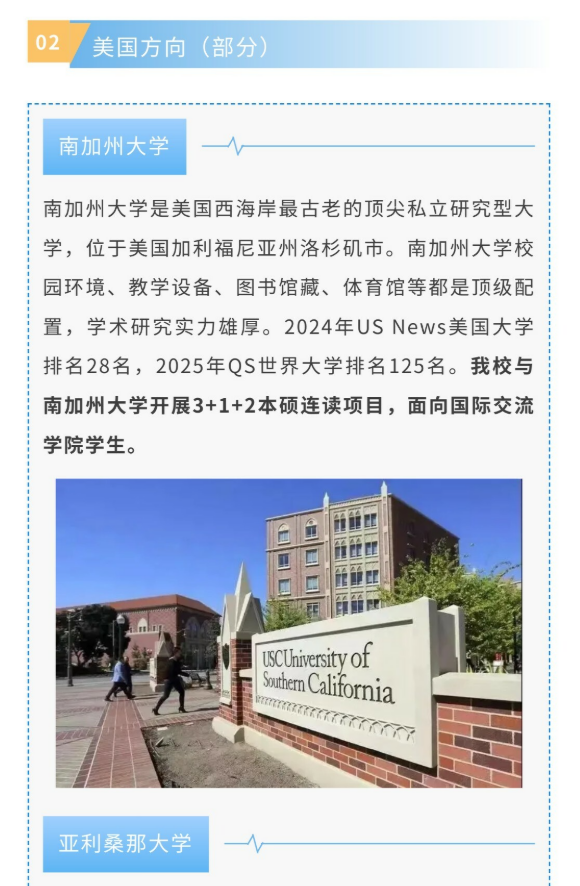 02
美国方向（部分）
南加州大学
南加州大学是美国西海岸最古老的顶尖私立研究型大
学，位于美国加利福尼亚州洛杉矶市。南加州大学校
园环境、教学设备、图书馆藏、体育馆等都是顶级配
置，学术研究实力雄厚。2024年US News美国大学
排名28名，2025年QS世界大学排名125名。我校与
南加州大学开展3+1+2本硕连读项目，面向国际交流
学院学生。
USC University of
Southern California
亚利桑那大学